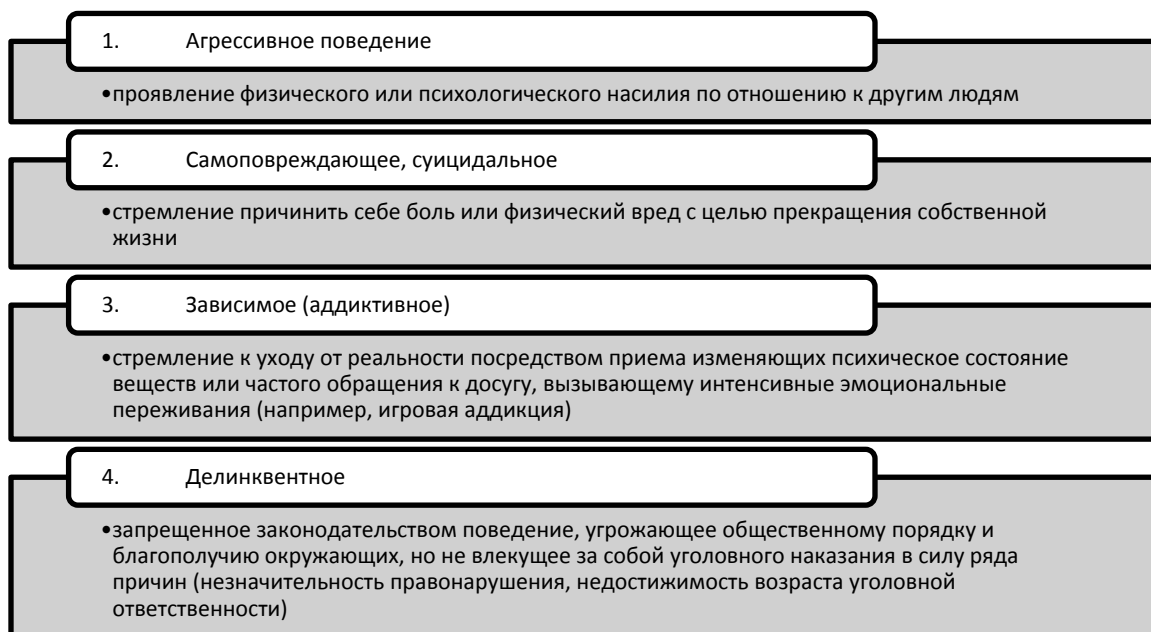 1. Агрессивное поведение
•проявление физического или психологического насилия по отношению к другим людям
2. Самоповреждающее, суицидальное
•стремление причинить себе боль или физический вред с целью прекращения собственной
жизни
3. Зависимое (аддиктивное)
•стремление к уходу от реальности посредством приема изменяющих психическое состояние
веществ или частого обращения к досугу, вызывающему интенсивные эмоциональные
переживания (например, игровая аддикция)
4. Делинквентное
•запрещенное законодательством поведение, угрожающее общественному порядку и
благополучию окружающих, но не влекущее за собой уголовного наказания в силу ряда
причин (незначительность правонарушения, недостижимость возраста уголовной
ответственности)